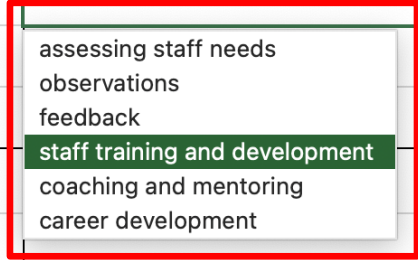 assessing staff needs
observations
feedback
staff training and development
coaching and mentoring
career development